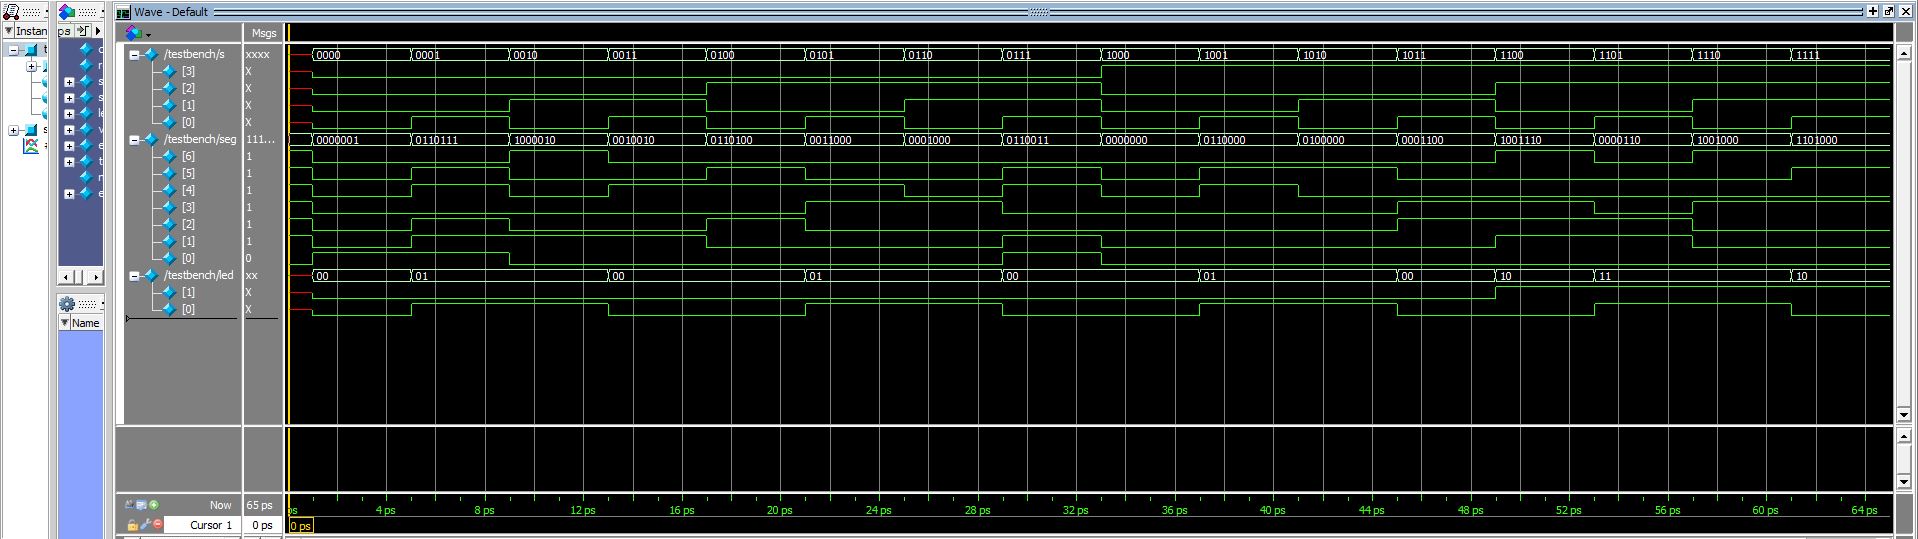 Wave - Default
Instan
ps
Msgs
/testbench/s xxxx 0000 0001 0010 0011 0100 0101 0110 0111 1000 1001 1010 1011 1100 1101 1110 1111
[3] X
[2] X
[1] X
[0] X
/testbench/seg 111... 0000001 0110111 1000010 0010010 0110100 0011000 0001000 0110011 0000000 0110000 0100000 0001100 1001110 0000110 1001000 1101000
[6] 1
[5] 1
[4] 1
[3] 1
[2] 1
[1] 1
[0] 0
/testbench/led xx 00 01 00 01 00 01 00 10 11 10
[1] X
[0] X
Name
Now 65 ps
ps 4 ps 8 ps 12 ps 16 ps 20 ps 24 ps 28 ps 32 ps 36 ps 40 ps 44 ps 48 ps 52 ps 56 ps 60 ps 64 ps
Cursor 1 0 ps 0 ps